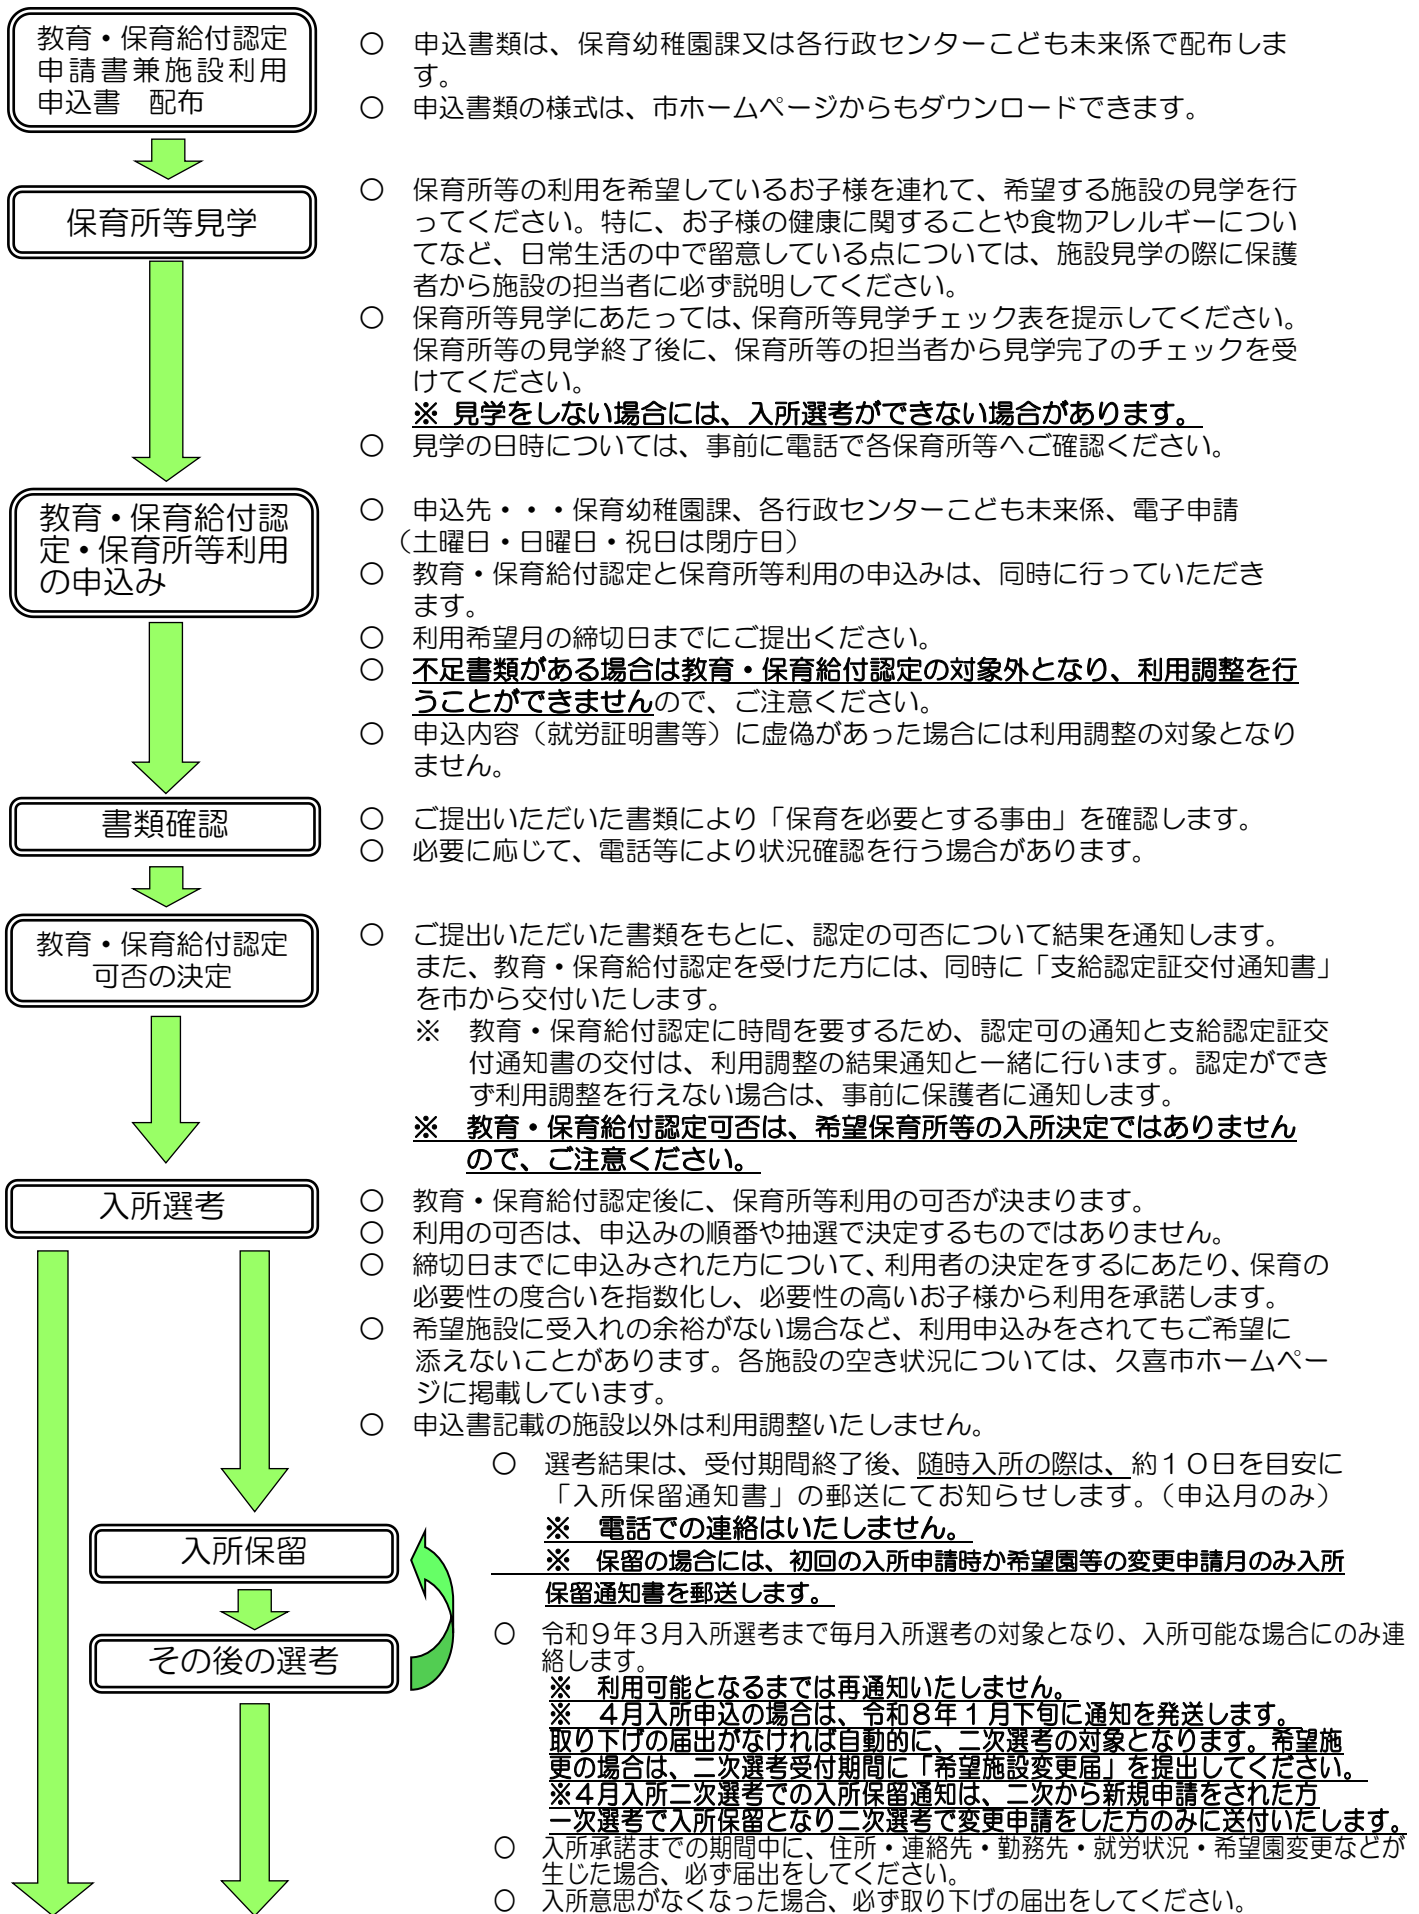 教育・保育給付認定
申請書兼施設利用
申込書　配布
○　申込書類は、保育幼稚園課又は各行政センターこども未来係で配布しま
す。
○　申込書類の様式は、市ホームページからもダウンロードできます。
保育所等見学
○　保育所等の利用を希望しているお子様を連れて、希望する施設の見学を行
ってください。特に、お子様の健康に関することや食物アレルギーについ
てなど、日常生活の中で留意している点については、施設見学の際に保護
者から施設の担当者に必ず説明してください。
○　保育所等見学にあたっては、保育所等見学チェック表を提示してください。
保育所等の見学終了後に、保育所等の担当者から見学完了のチェックを受
けてください。
※ 見学をしない場合には、入所選考ができない場合があります。
○　見学の日時については、事前に電話で各保育所等へご確認ください。
教育・保育給付認
定・保育所等利用
の申込み
○　申込先・・・保育幼稚園課、各行政センターこども未来係、電子申請
（土曜日・日曜日・祝日は閉庁日）
○　教育・保育給付認定と保育所等利用の申込みは、同時に行っていただき
ます。
○　利用希望月の締切日までにご提出ください。
○　不足書類がある場合は教育・保育給付認定の対象外となり、利用調整を行
うことができませんので、ご注意ください。
○　申込内容（就労証明書等）に虚偽があった場合には利用調整の対象となり
ません。
書類確認
○　ご提出いただいた書類により「保育を必要とする事由」を確認します。
○　必要に応じて、電話等により状況確認を行う場合があります。
教育・保育給付認定
可否の決定
○　ご提出いただいた書類をもとに、認定の可否について結果を通知します。
また、教育・保育給付認定を受けた方には、同時に「支給認定証交付通知書」
を市から交付いたします。
※　教育・保育給付認定に時間を要するため、認定可の通知と支給認定証交
付通知書の交付は、利用調整の結果通知と一緒に行います。認定ができ
ず利用調整を行えない場合は、事前に保護者に通知します。
※　教育・保育給付認定可否は、希望保育所等の入所決定ではありません
ので、ご注意ください。
入所選考
○　教育・保育給付認定後に、保育所等利用の可否が決まります。
○　利用の可否は、申込みの順番や抽選で決定するものではありません。
○　締切日までに申込みされた方について、利用者の決定をするにあたり、保育の
必要性の度合いを指数化し、必要性の高いお子様から利用を承諾します。
○　希望施設に受入れの余裕がない場合など、利用申込みをされてもご希望に
添えないことがあります。各施設の空き状況については、久喜市ホームペー
ジに掲載しています。
○　申込書記載の施設以外は利用調整いたしません。
○　選考結果は、受付期間終了後、随時入所の際は、約１０日を目安に
「入所保留通知書」の郵送にてお知らせします。（申込月のみ）
※　電話での連絡はいたしません。
※　保留の場合には、初回の入所申請時か希望園等の変更申請月のみ入所
保留通知書を郵送します。
入所保留
その後の選考
○　令和９年３月入所選考まで毎月入所選考の対象となり、入所可能な場合にのみ連
絡します。
※　利用可能となるまでは再通知いたしません。
※　４月入所申込の場合は、令和８年１月下旬に通知を発送します。
取り下げの届出がなければ自動的に、二次選考の対象となります。希望施
更の場合は、二次選考受付期間に「希望施設変更届」を提出してください。
※４月入所二次選考での入所保留通知は、二次から新規申請をされた方
一次選考で入所保留となり二次選考で変更申請をした方のみに送付いたします。
○　入所承諾までの期間中に、住所・連絡先・勤務先・就労状況・希望園変更などが
生じた場合、必ず届出をしてください。
○　入所意思がなくなった場合、必ず取り下げの届出をしてください。